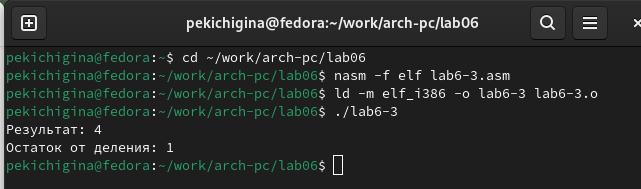 pekichigina@fedora:~/work/arch-pc/lab06
pekichigina@fedora:~$ cd ~/work/arch-pc/lab06
pekichigina@fedora:~/work/arch-pc/lab06$ nasm -f elf lab6-3.asm
pekichigina@fedora:~/work/arch-pc/lab06$ ld -m elf_i386 -o lab6-3 lab6-3.o
pekichigina@fedora:~/work/arch-pc/lab06$ ./lab6-3
Результат: 4
Остаток от деления: 1
pekichigina@fedora:~/work/arch-pc/lab06$